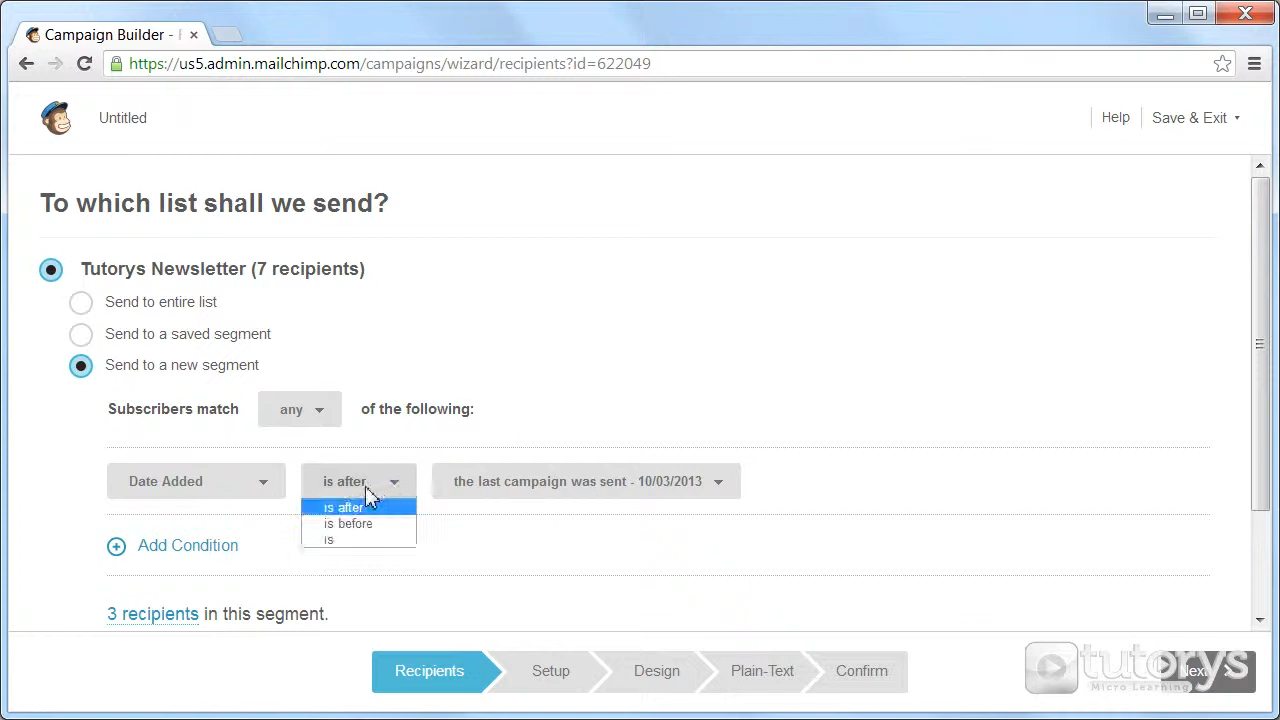 Campaign Builder -
https://us5.admin.mailchimp.com/campaigns/wizard/recipients?id=622049
Untitled
Help
Save & Exit
To which list shall we send?
Tutorys Newsletter (7 recipients)
Send to entire list
Send to a saved segment
Send to a new segment
Subscribers match any of the following:
Date Added is after the last campaign was sent - 10/03/2013
is after
is before
is
Add Condition
3 recipients in this segment.
Recipients Setup Design Plain-Text Confirm
Next
tutorys
Micro Learning